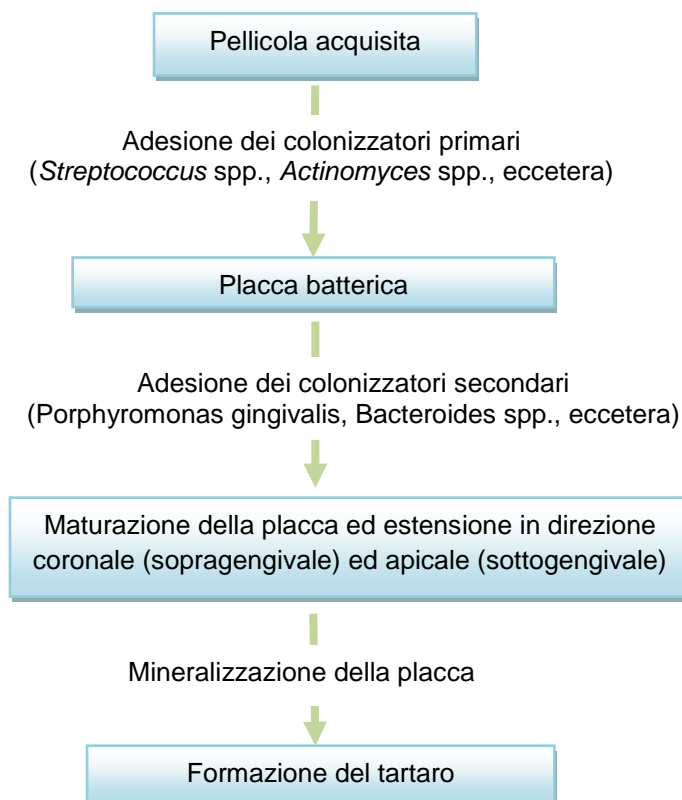 Pellicola acquisita
Adesione dei colonizzatori primari
(Streptococcus spp., Actinomyces spp., eccetera)
Placca batterica
Adesione dei colonizzatori secondari
(Porphyromonas gingivalis, Bacteroides spp., eccetera)
Maturazione della placca ed estensione in direzione
coronale (sopragengivale) ed apicale (sottogengivale)
Mineralizzazione della placca
Formazione del tartaro